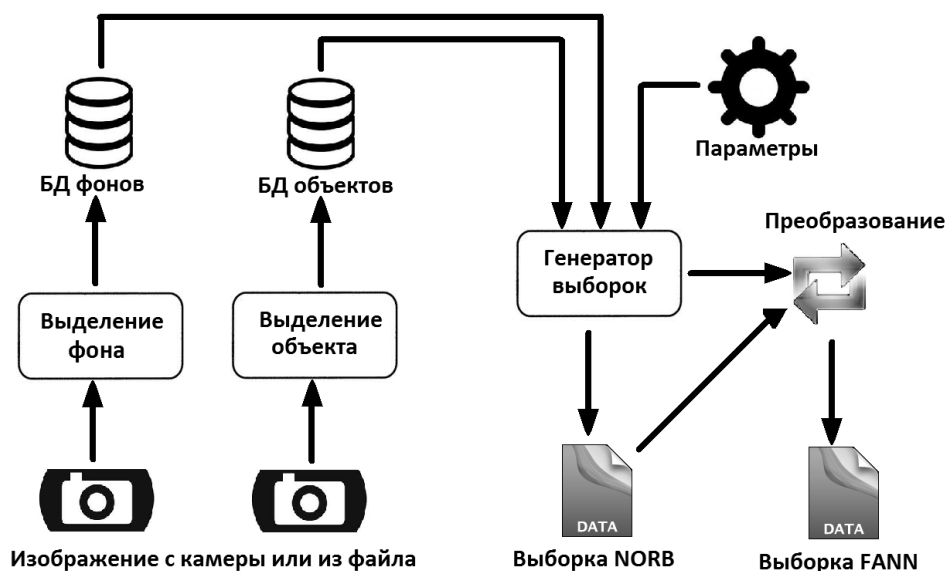 БД фонов
БД объектов
Параметры
Преобразование
Генератор
выборок
Выделение
фона
Выделение
объекта
DATA
DATA
Изображение с камеры или из файла
Выборка NORB
Выборка FANN